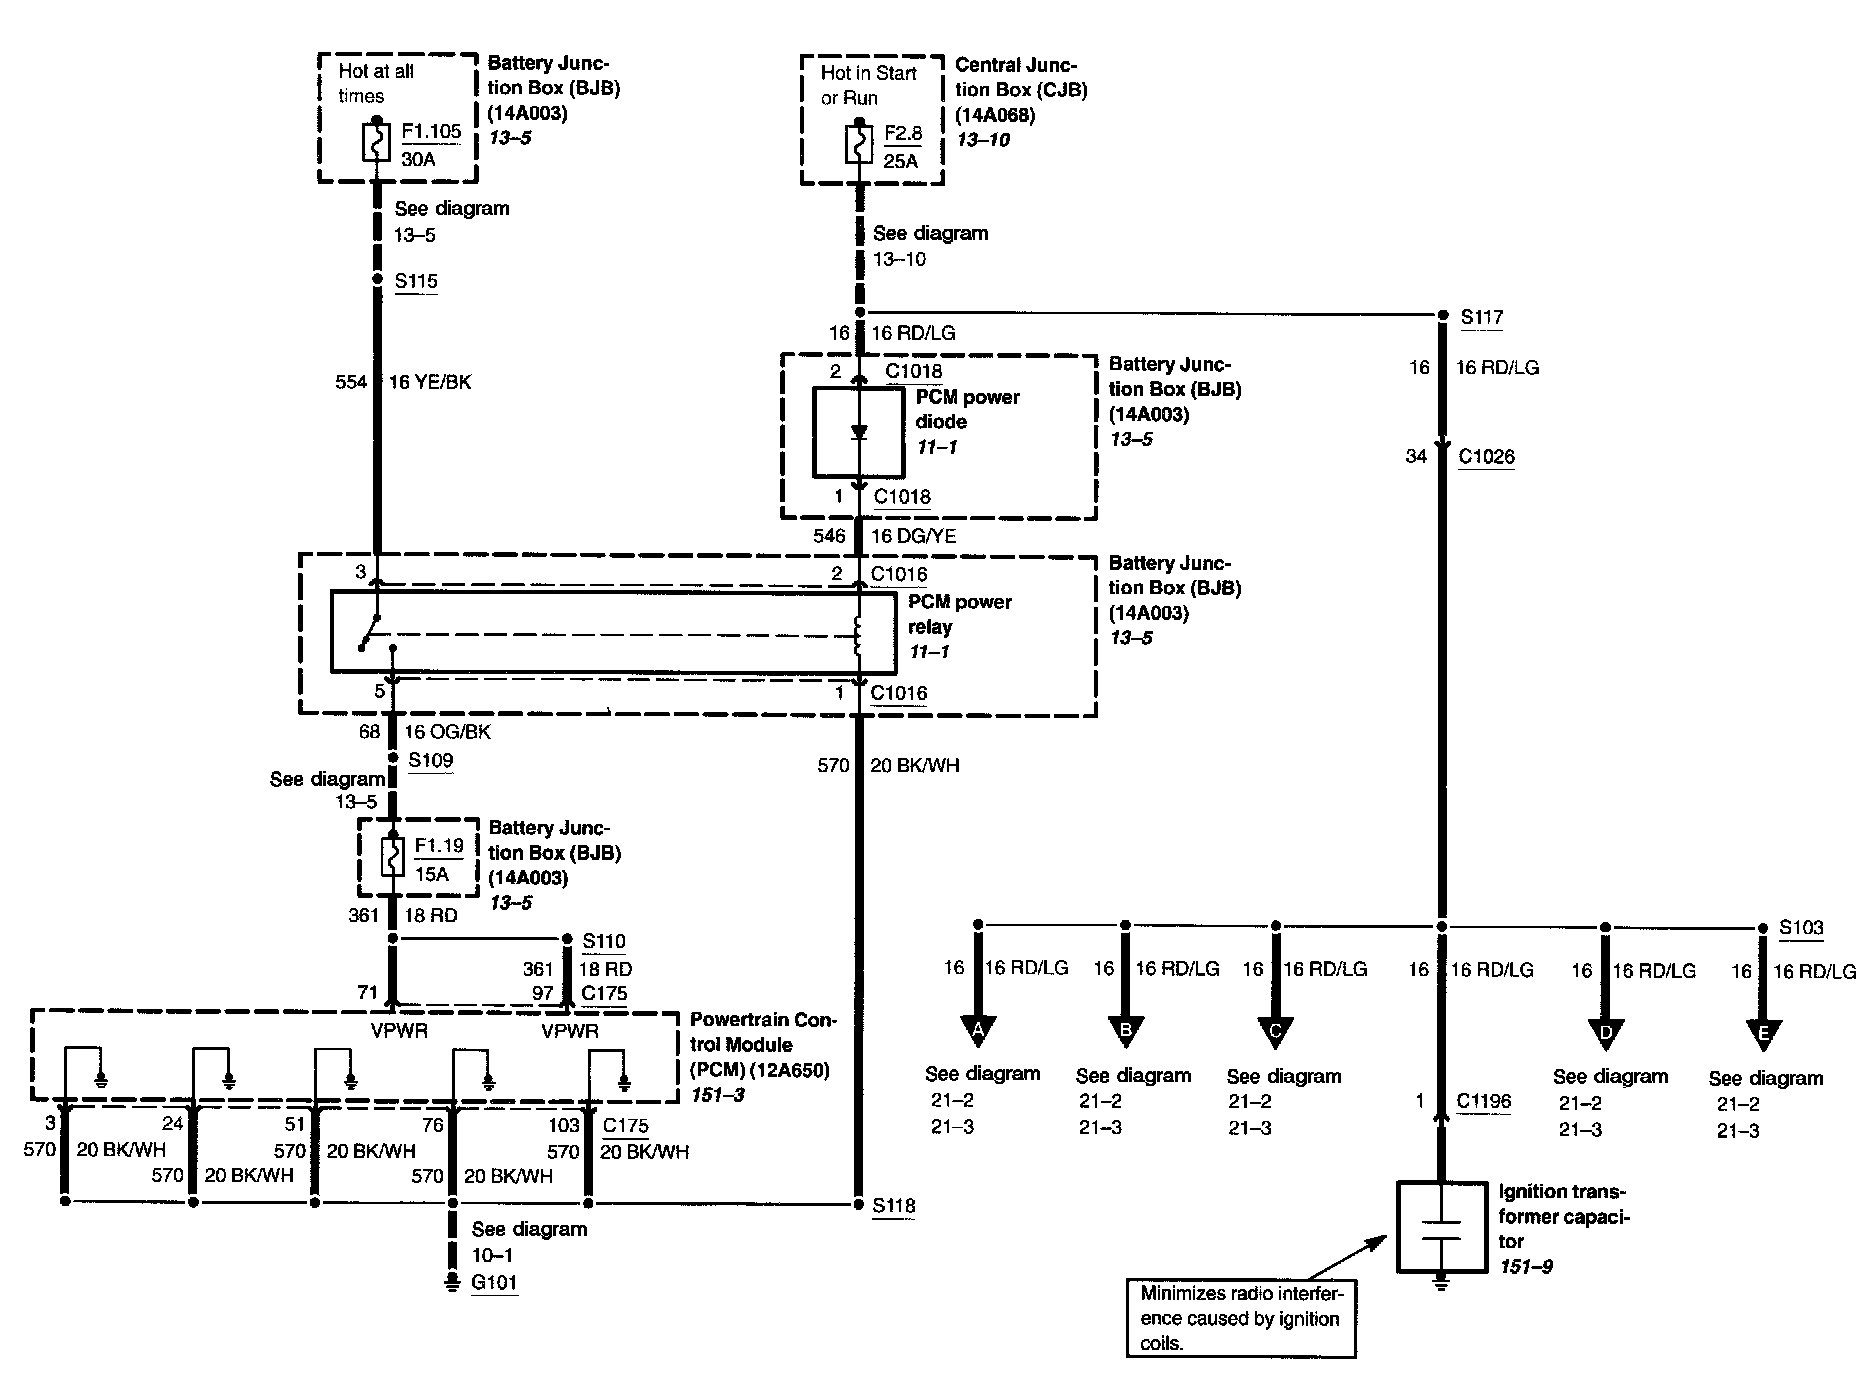 Hot at all
times
F1.105
30A
Battery Junc-
tion Box (BJB)
(14A003)
13–5
Hot in Start
or Run
F2.8
25A
Central Junc-
tion Box (CJB)
(14A068)
13–10
See diagram
13–5
S115
See diagram
13–10
S117
16 16 RD/LG
16 16 RD/LG
554 16 YE/BK
2 C1018
PCM power
diode
11–1
1 C1018
Battery Junc-
tion Box (BJB)
(14A003)
13–5
34 C1026
546 16 DG/YE
3
2 C1016
PCM power
relay
11–1
5
1 C1016
Battery Junc-
tion Box (BJB)
(14A003)
13–5
68 16 OG/BK
S109
See diagram
13–5
570 20 BK/WH
F1.19
15A
Battery Junc-
tion Box (BJB)
(14A003)
13–5
361 18 RD
S110
361 18 RD
71
97 C175
VPWR
VPWR
Powertrain Con-
trol Module
(PCM) (12A650)
151–3
3
24
51
76
103 C175
570 20 BK/WH
570 20 BK/WH
570 20 BK/WH
570 20 BK/WH
570 20 BK/WH
S118
See diagram
10–1
G101
S103
16 16 RD/LG
16 16 RD/LG
16 16 RD/LG
16 16 RD/LG
16 16 RD/LG
16 16 RD/LG
A
B
C
D
E
See diagram
21–2
21–3
See diagram
21–2
21–3
See diagram
21–2
21–3
See diagram
21–2
21–3
See diagram
21–2
21–3
1 C1196
Ignition trans-
former capaci-
tor
151–9
Minimizes radio interfer-
ence caused by ignition
coils.